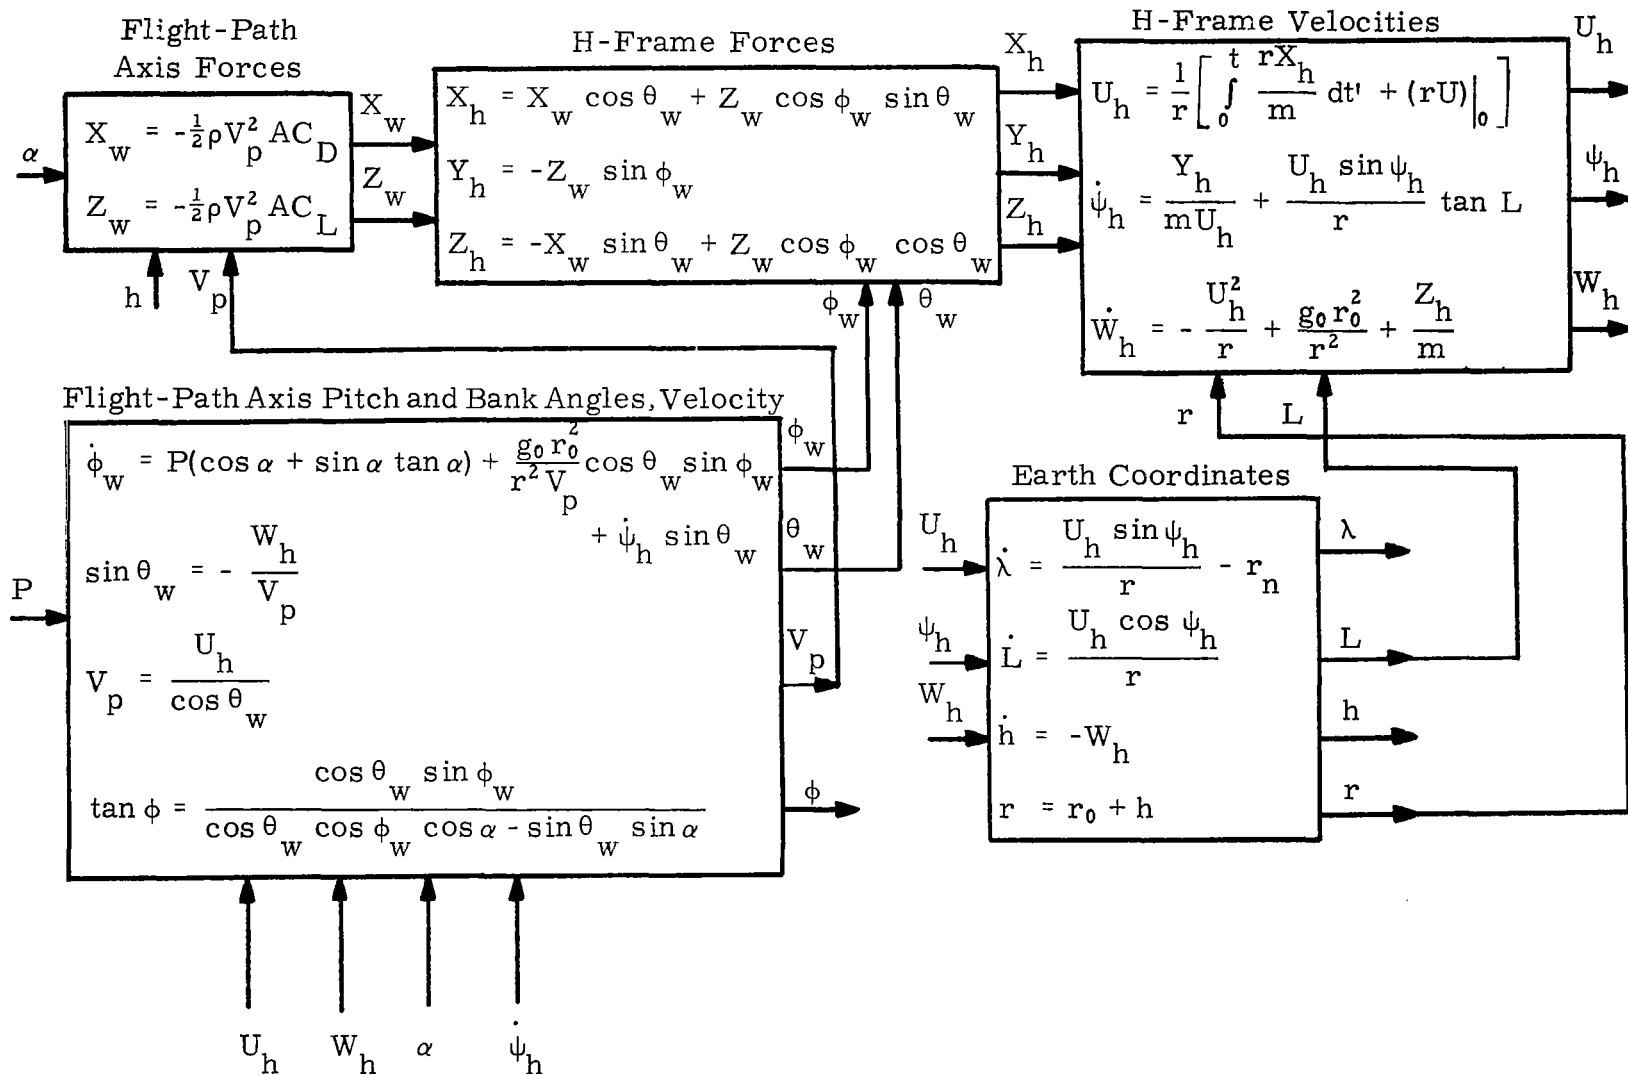 Flight-Path
Axis Forces
α
X_w = -½ρV_p² AC_D
Z_w = -½ρV_p² AC_L
h
V_p
X_w
Z_w
H-Frame Forces
X_h = X_w cos θ_w + Z_w cos φ_w sin θ_w
Y_h = -Z_w sin φ_w
Z_h = -X_w sin θ_w + Z_w cos φ_w cos θ_w
φ_w
θ_w
X_h
Y_h
Z_h
H-Frame Velocities
U_h = 1/r [ ∫₀ᵗ rX_h/m dt' + (rU)|₀ ]
ψ̇_h = Y_h/(mU_h) + (U_h sin ψ_h)/r tan L
Ẇ_h = - U_h²/r + g₀ r₀²/r² + Z_h/m
U_h
ψ_h
W_h
r
L
Flight-Path Axis Pitch and Bank Angles, Velocity
P
φ̇_w = P(cos α + sin α tan α) + g₀ r₀²/(r² V_p) cos θ_w sin φ_w
+ ψ̇_h sin θ_w
sin θ_w = - W_h/V_p
V_p = U_h/cos θ_w
tan φ = (cos θ_w sin φ_w)/(cos θ_w cos φ_w cos α - sin θ_w sin α)
φ_w
θ_w
V_p
φ
U_h
W_h
α
ψ̇_h
Earth Coordinates
U_h
ψ_h
W_h
λ̇ = (U_h sin ψ_h)/r - r_n
L̇ = (U_h cos ψ_h)/r
ḣ = -W_h
r = r₀ + h
λ
L
h
r